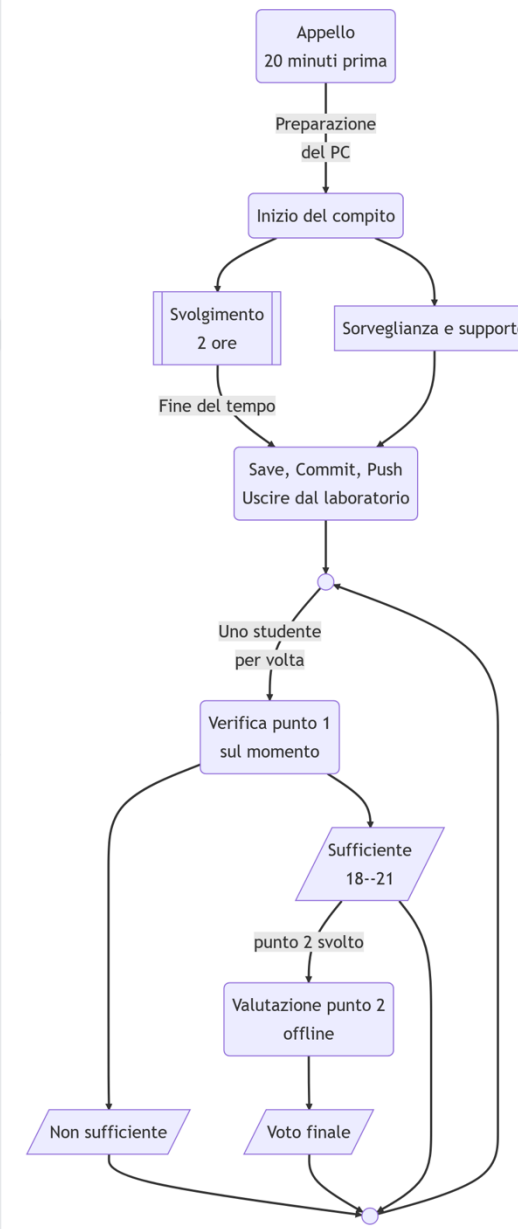 Appello
20 minuti prima
Preparazione
del PC
Inizio del compito
Svolgimento
2 ore
Sorveglianza e support
Fine del tempo
Save, Commit, Push
Uscire dal laboratorio
Uno studente
per volta
Verifica punto 1
sul momento
Sufficiente
18--21
punto 2 svolto
Valutazione punto 2
offline
Non sufficiente
Voto finale